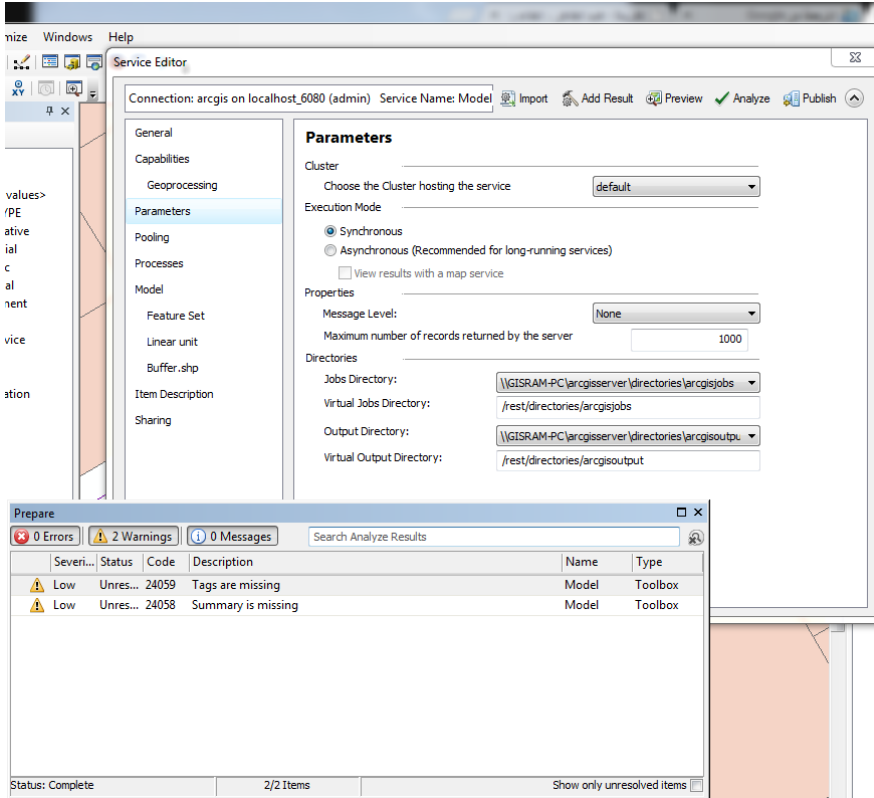 mize Windows Help
Service Editor
XY
Connection: arcgis on localhost_6080 (admin) Service Name: Model Import Add Result Preview Analyze Publish
General
Capabilities
Geoprocessing
Parameters
Pooling
Processes
Model
Feature Set
Linear unit
Buffer.shp
Item Description
Sharing
values>
YPE
ative
ial
c
al
ment
vice
ation
Parameters
Cluster
Choose the Cluster hosting the service default
Execution Mode
Synchronous
Asynchronous (Recommended for long-running services)
View results with a map service
Properties
Message Level: None
Maximum number of records returned by the server 1000
Directories
Jobs Directory: \\GISRAM-PC\arcgisserver\directories\arcgisjobs
Virtual Jobs Directory: /rest/directories/arcgisjobs
Output Directory: \\GISRAM-PC\arcgisserver\directories\arcgisoutpu
Virtual Output Directory: /rest/directories/arcgisoutput
Prepare
0 Errors 2 Warnings 0 Messages Search Analyze Results
Severi... Status Code Description Name Type
Low Unres... 24059 Tags are missing Model Toolbox
Low Unres... 24058 Summary is missing Model Toolbox
Status: Complete 2/2 Items Show only unresolved items